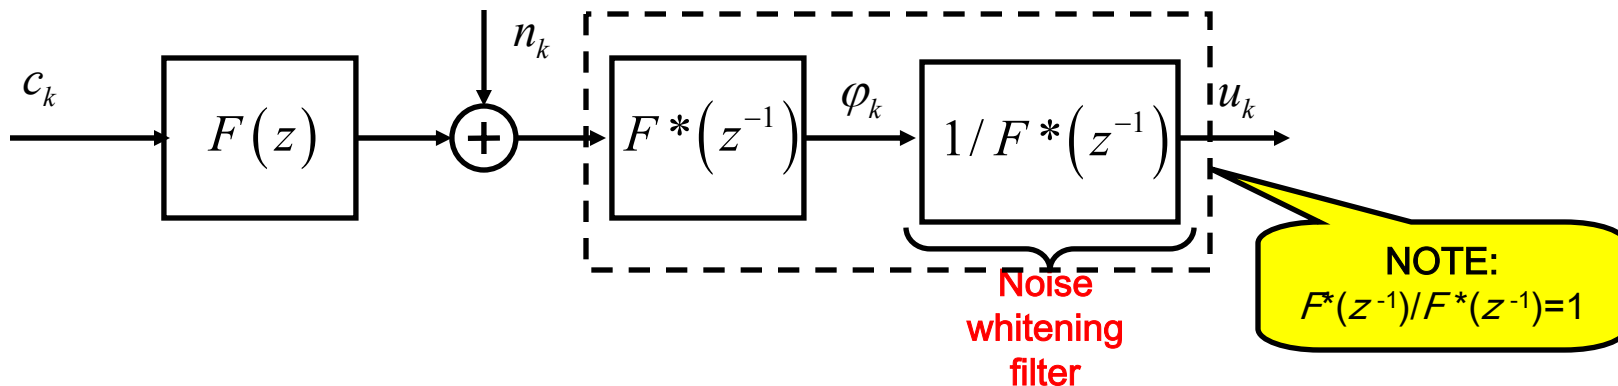 c_k
F(z)
n_k
+
F*(z^{-1})
φ_k
1/F*(z^{-1})
u_k
Noise
whitening
filter
NOTE:
F*(z^{-1})/F*(z^{-1})=1